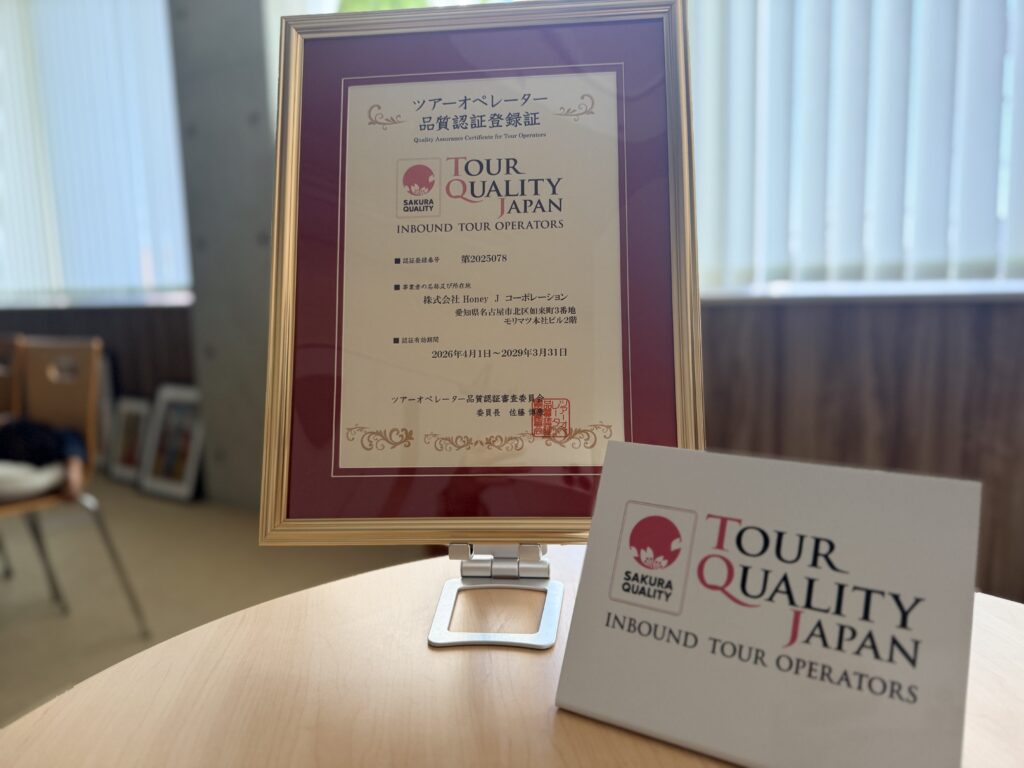 ツアーオペレーター
品質認証登録証
Quality Assurance Certificate for Tour Operators
SAKURA
QUALITY
TOUR
QUALITY
JAPAN
INBOUND TOUR OPERATORS
■ 認証登録番号 第2025078
■ 事業者の名称及び所在地
株式会社 Honey J コーポレーション
愛知県名古屋市北区如来町3番地
モリマツ本社ビル2階
■ 認証有効期間
2026年4月1日～2029年3月31日
ツアーオペレーター品質認証審査委員会
委員長 佐藤
SAKURA
QUALITY
TOUR
QUALITY
JAPAN
INBOUND TOUR OPERATORS